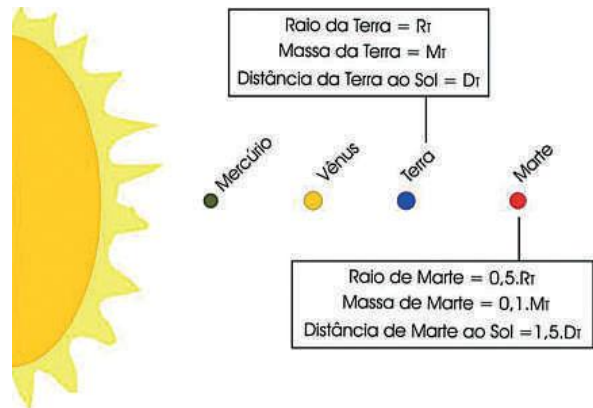 Raio da Terra = RT
Massa da Terra = MT
Distância da Terra ao Sol = DT
Mercúrio
Vênus
Terra
Marte
Raio de Marte = 0,5.RT
Massa de Marte = 0,1.MT
Distância de Marte ao Sol =1,5.DT